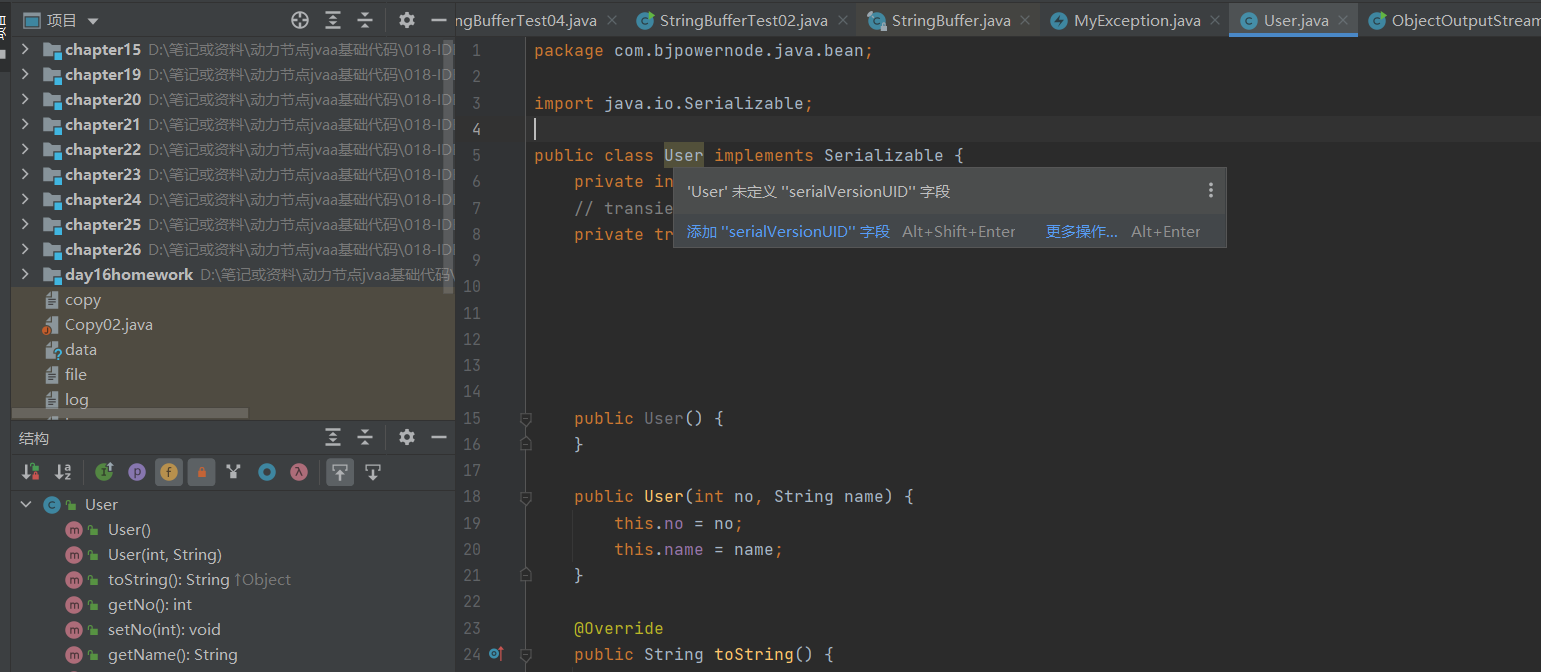 项目
ngBufferTest04.java
StringBufferTest02.java
StringBuffer.java
MyException.java
User.java
ObjectOutputStream
chapter15 D:\笔记或资料\动力节点jvaa基础代码\018-IDE
chapter19 D:\笔记或资料\动力节点jvaa基础代码\018-IDE
chapter20 D:\笔记或资料\动力节点jvaa基础代码\018-IDE
chapter21 D:\笔记或资料\动力节点jvaa基础代码\018-IDE
chapter22 D:\笔记或资料\动力节点jvaa基础代码\018-IDE
chapter23 D:\笔记或资料\动力节点jvaa基础代码\018-IDE
chapter24 D:\笔记或资料\动力节点jvaa基础代码\018-IDE
chapter25 D:\笔记或资料\动力节点jvaa基础代码\018-IDE
chapter26 D:\笔记或资料\动力节点jvaa基础代码\018-IDE
day16homework D:\笔记或资料\动力节点jvaa基础代码\
copy
Copy02.java
data
file
log
结构
User
User()
User(int, String)
toString(): String ↑Object
getNo(): int
setNo(int): void
getName(): String
1 package com.bjpowernode.java.bean;
2
3 import java.io.Serializable;
4
5 public class User implements Serializable {
6 private in
7 // transie
8 private tr
9
10
11
12
13
14
15 public User() {
16 }
17
18 public User(int no, String name) {
19 this.no = no;
20 this.name = name;
21 }
22
23 @Override
24 public String toString() {
'User' 未定义 ''serialVersionUID'' 字段
添加 ''serialVersionUID'' 字段 Alt+Shift+Enter 更多操作... Alt+Enter